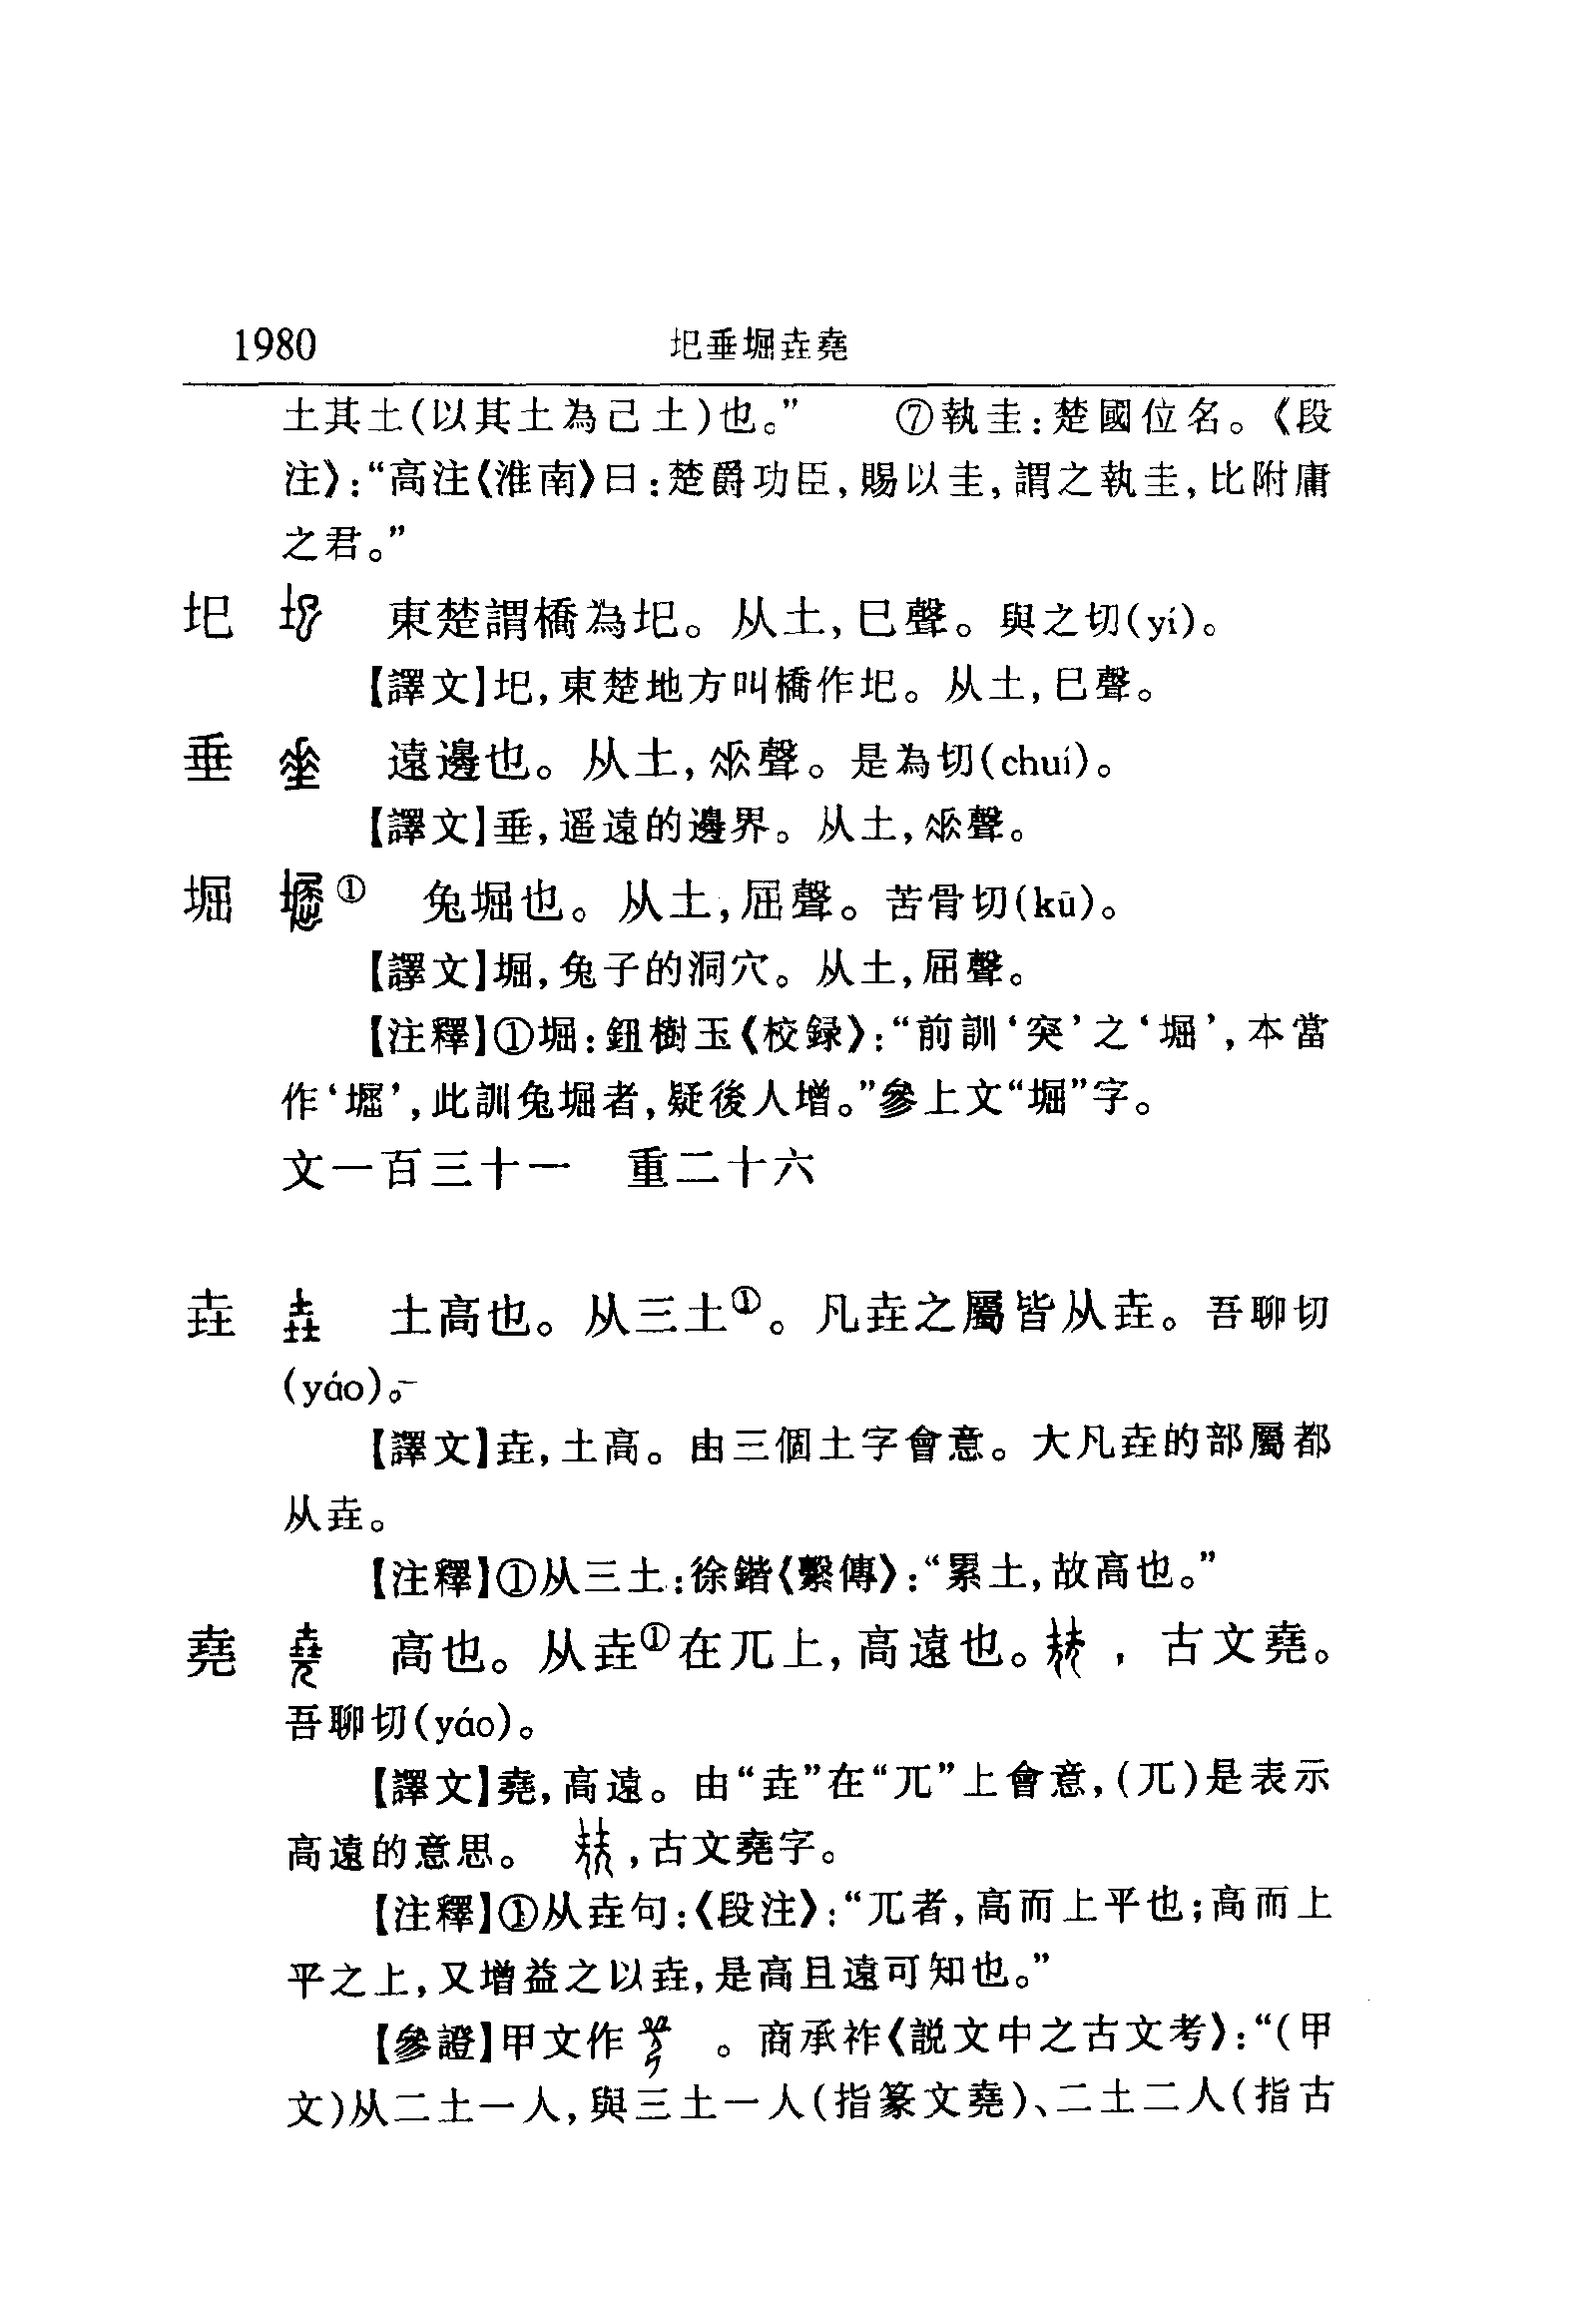 1980 圯垂堀垚堯
土其土(以其土為己土)也。” ⑦執圭:楚國位名。《段
注》:“高注《淮南》曰:楚爵功臣,賜以圭,謂之執圭,比附庸
之君。”
圯 東楚謂橋為圯。从土,巳聲。與之切(yí)。
【譯文】圯,東楚地方叫橋作圯。从土,巳聲。
垂 遠邊也。从土,𠂹聲。是為切(chuí)。
【譯文】垂,遥遠的邊界。从土,𠂹聲。
堀 ① 兔堀也。从土,屈聲。苦骨切(kū)。
【譯文】堀,兔子的洞穴。从土,屈聲。
【注釋】①堀:鈕樹玉《校録》:“前訓‘突’之‘堀’,本當
作‘𡑣’,此訓兔堀者,疑後人增。”參上文“堀”字。
文一百三十一 重二十六
垚 土高也。从三土①。凡垚之屬皆从垚。吾聊切
(yáo)。
【譯文】垚,土高。由三個土字會意。大凡垚的部屬都
从垚。
【注釋】①从三土:徐鍇《繫傳》:“累土,故高也。”
堯 高也。从垚①在兀上,高遠也。 , 古文堯。
吾聊切(yáo)。
【譯文】堯,高遠。由“垚”在“兀”上會意,(兀)是表示
高遠的意思。 ,古文堯字。
【注釋】①从垚句:《段注》:“兀者,高而上平也;高而上
平之上,又增益之以垚,是高且遠可知也。”
【參證】甲文作 。商承祚《説文中之古文考》:“(甲
文)从二土一人,與三土一人(指篆文堯)、二土二人(指古